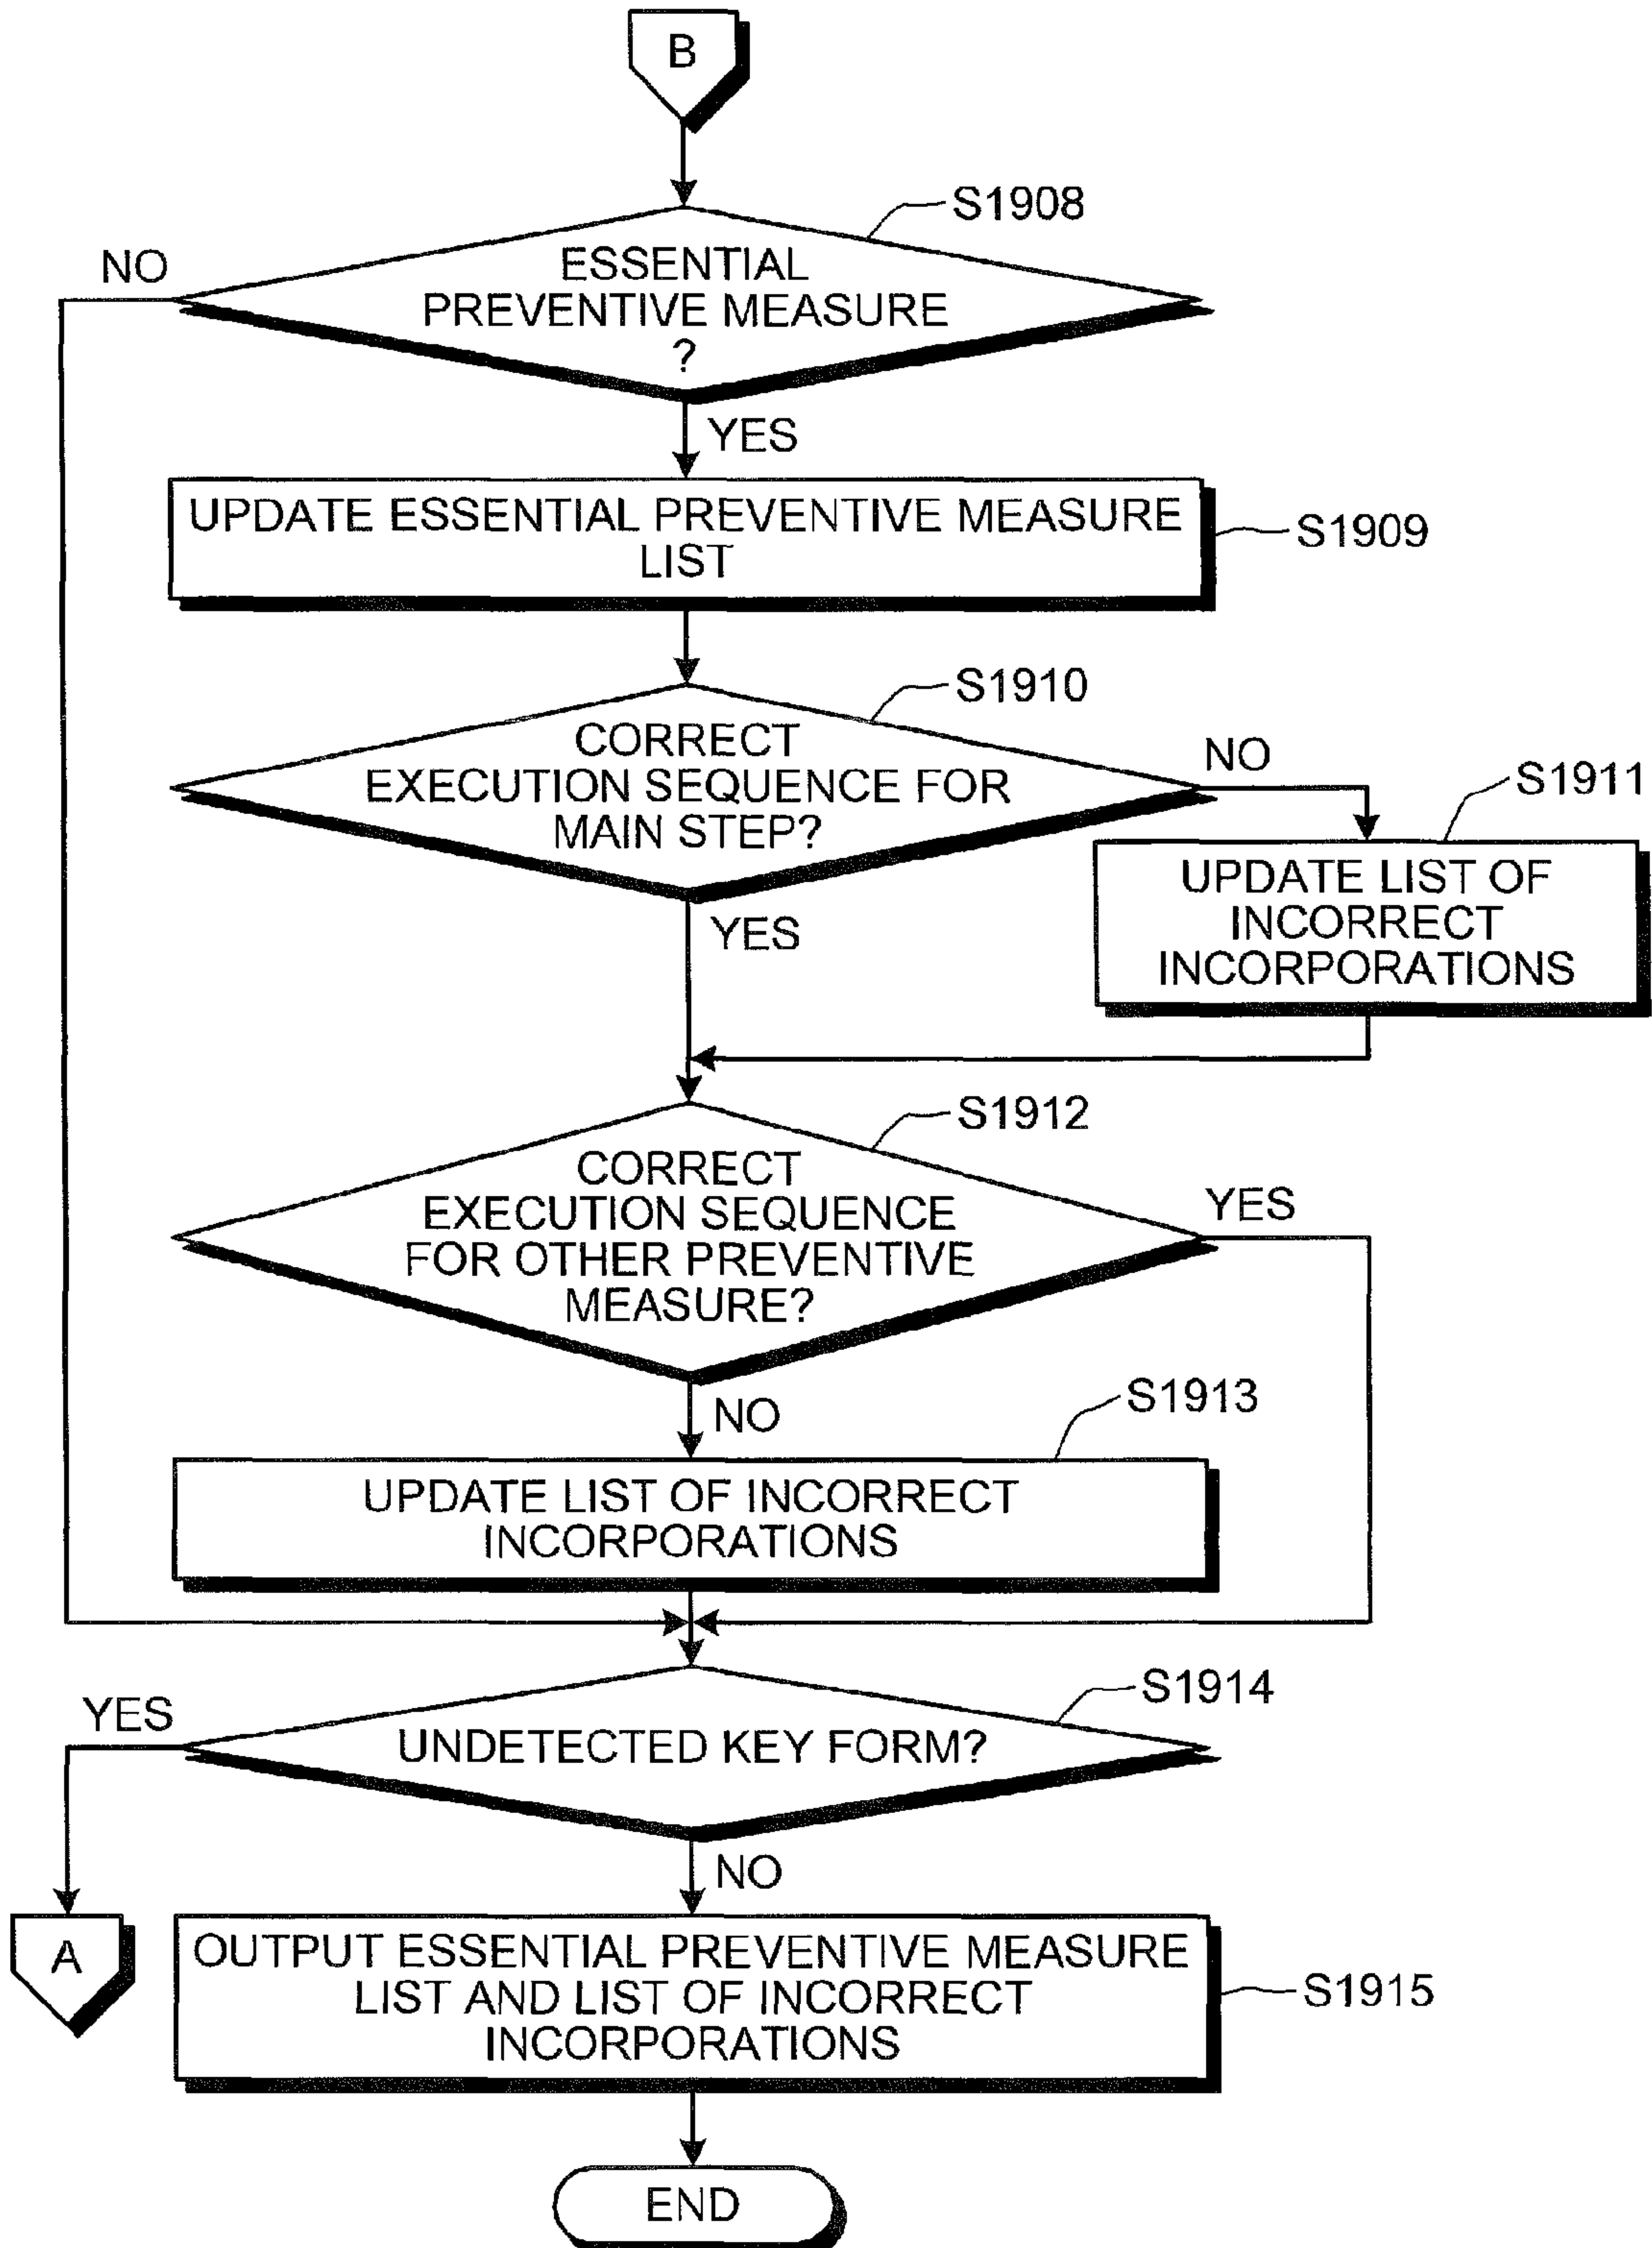 B
S1908
NO
ESSENTIAL
PREVENTIVE MEASURE
?
YES
UPDATE ESSENTIAL PREVENTIVE MEASURE
LIST
S1909
S1910
CORRECT
EXECUTION SEQUENCE FOR
MAIN STEP?
NO
S1911
YES
UPDATE LIST OF
INCORRECT
INCORPORATIONS
S1912
CORRECT
EXECUTION SEQUENCE
FOR OTHER PREVENTIVE
MEASURE?
YES
NO
S1913
UPDATE LIST OF INCORRECT
INCORPORATIONS
S1914
YES
UNDETECTED KEY FORM?
NO
A
OUTPUT ESSENTIAL PREVENTIVE MEASURE
LIST AND LIST OF INCORRECT
INCORPORATIONS
S1915
END